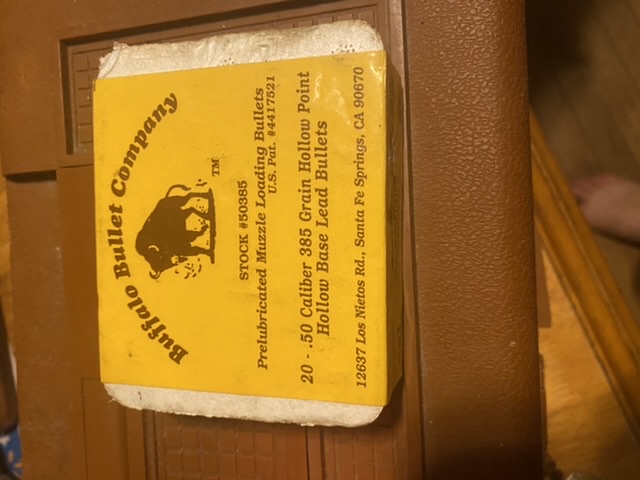 Buffalo Bullet Company
TM
STOCK #50385
Prelubricated Muzzle Loading Bullets
U.S. Pat. #4417521
20 - .50 Caliber 385 Grain Hollow Point
Hollow Base Lead Bullets
12637 Los Nietos Rd., Santa Fe Springs, CA 90670